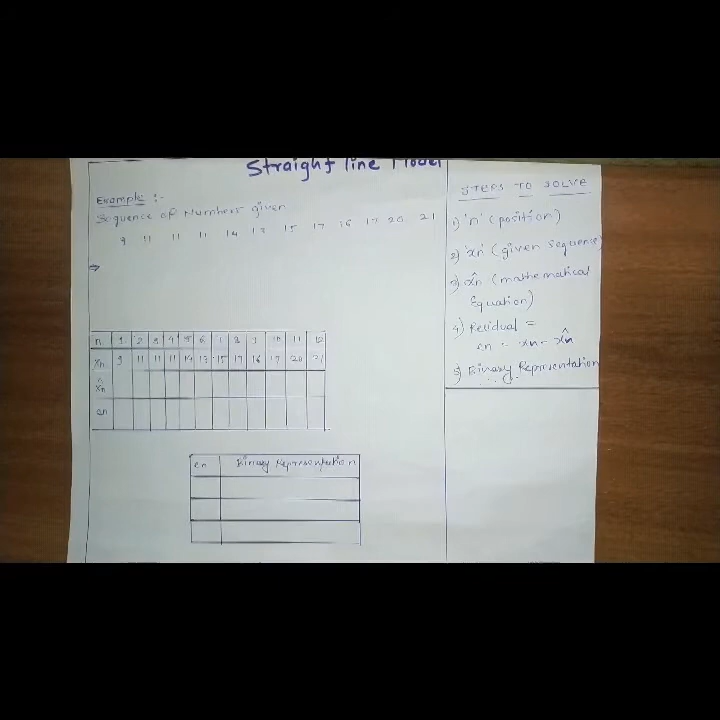 Straight line Model
Example :-
Sequence of Numbers given
9 11 11 11 14 13 15 17 16 17 20 21
⇒
n 1 2 3 4 5 6 7 8 9 10 11 12
xn 9 11 11 11 14 13 15 17 16 17 20 21
x̂n
en
en Binary Representation
STEPS TO SOLVE
1) 'n' (position)
2) 'xn' (given sequence)
3) x̂n (mathematical
Equation)
4) Residual =
en = xn - x̂n
5) Binary Representation